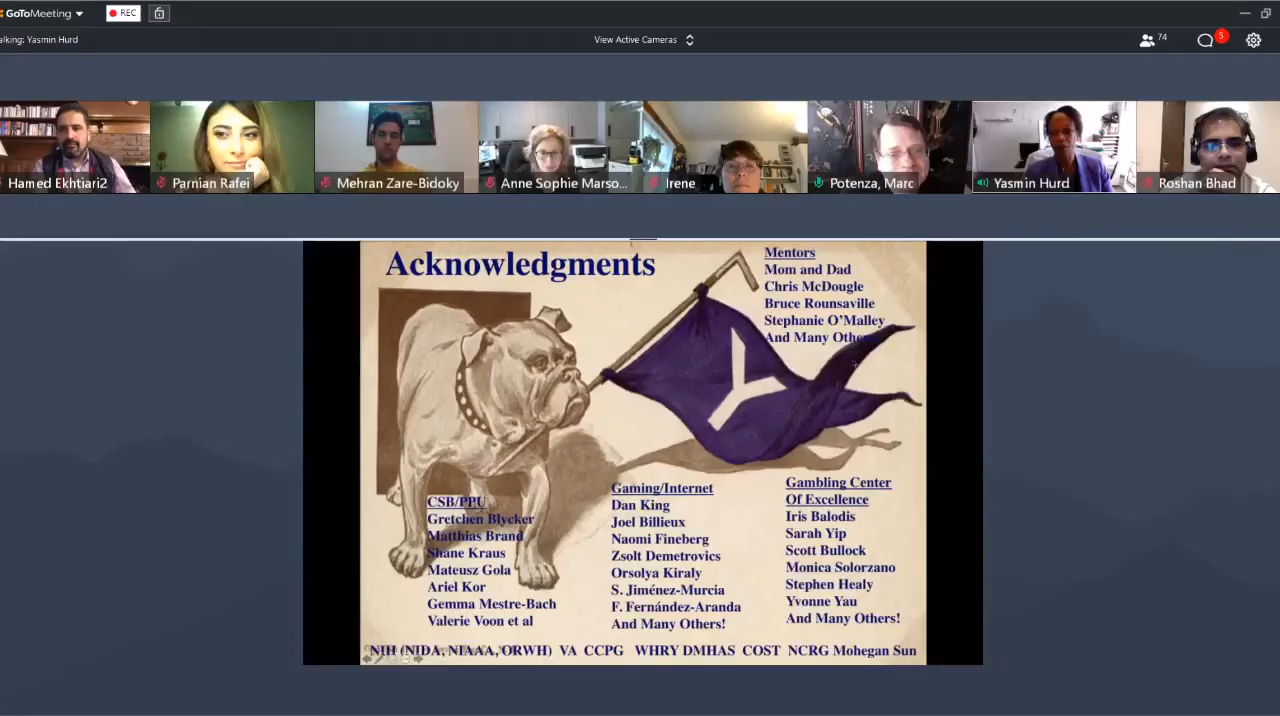 GoToMeeting
REC
alking: Yasmin Hurd
View Active Cameras
74
5
Hamed Ekhtiari2
Parnian Rafei
Mehran Zare-Bidoky
Anne Sophie Marso...
Irene
Potenza, Marc
Yasmin Hurd
Roshan Bhad
Acknowledgments
Mentors
Mom and Dad
Chris McDougle
Bruce Rounsaville
Stephanie O'Malley
And Many Others
Y
CSB/PPU
Gretchen Blycker
Matthias Brand
Shane Kraus
Mateusz Gola
Ariel Kor
Gemma Mestre-Bach
Valerie Voon et al
Gaming/Internet
Dan King
Joel Billieux
Naomi Fineberg
Zsolt Demetrovics
Orsolya Kiraly
S. Jiménez-Murcia
F. Fernández-Aranda
And Many Others!
Gambling Center
Of Excellence
Iris Balodis
Sarah Yip
Scott Bullock
Monica Solorzano
Stephen Healy
Yvonne Yau
And Many Others!
NIH (NIDA, NIAAA, ORWH) VA CCPG WHRY DMHAS COST NCRG Mohegan Sun